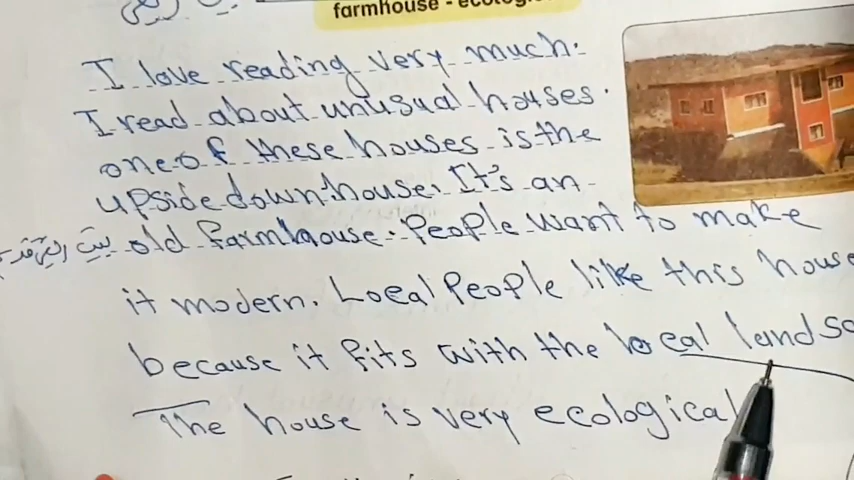 farmhouse - ecologi
I love reading very much.
I read about unusual houses.
one of these houses is the
upside down house. It's an
old farmhouse. People want to make
it modern. Local People like this house
because it fits with the local landsc
The house is very ecological